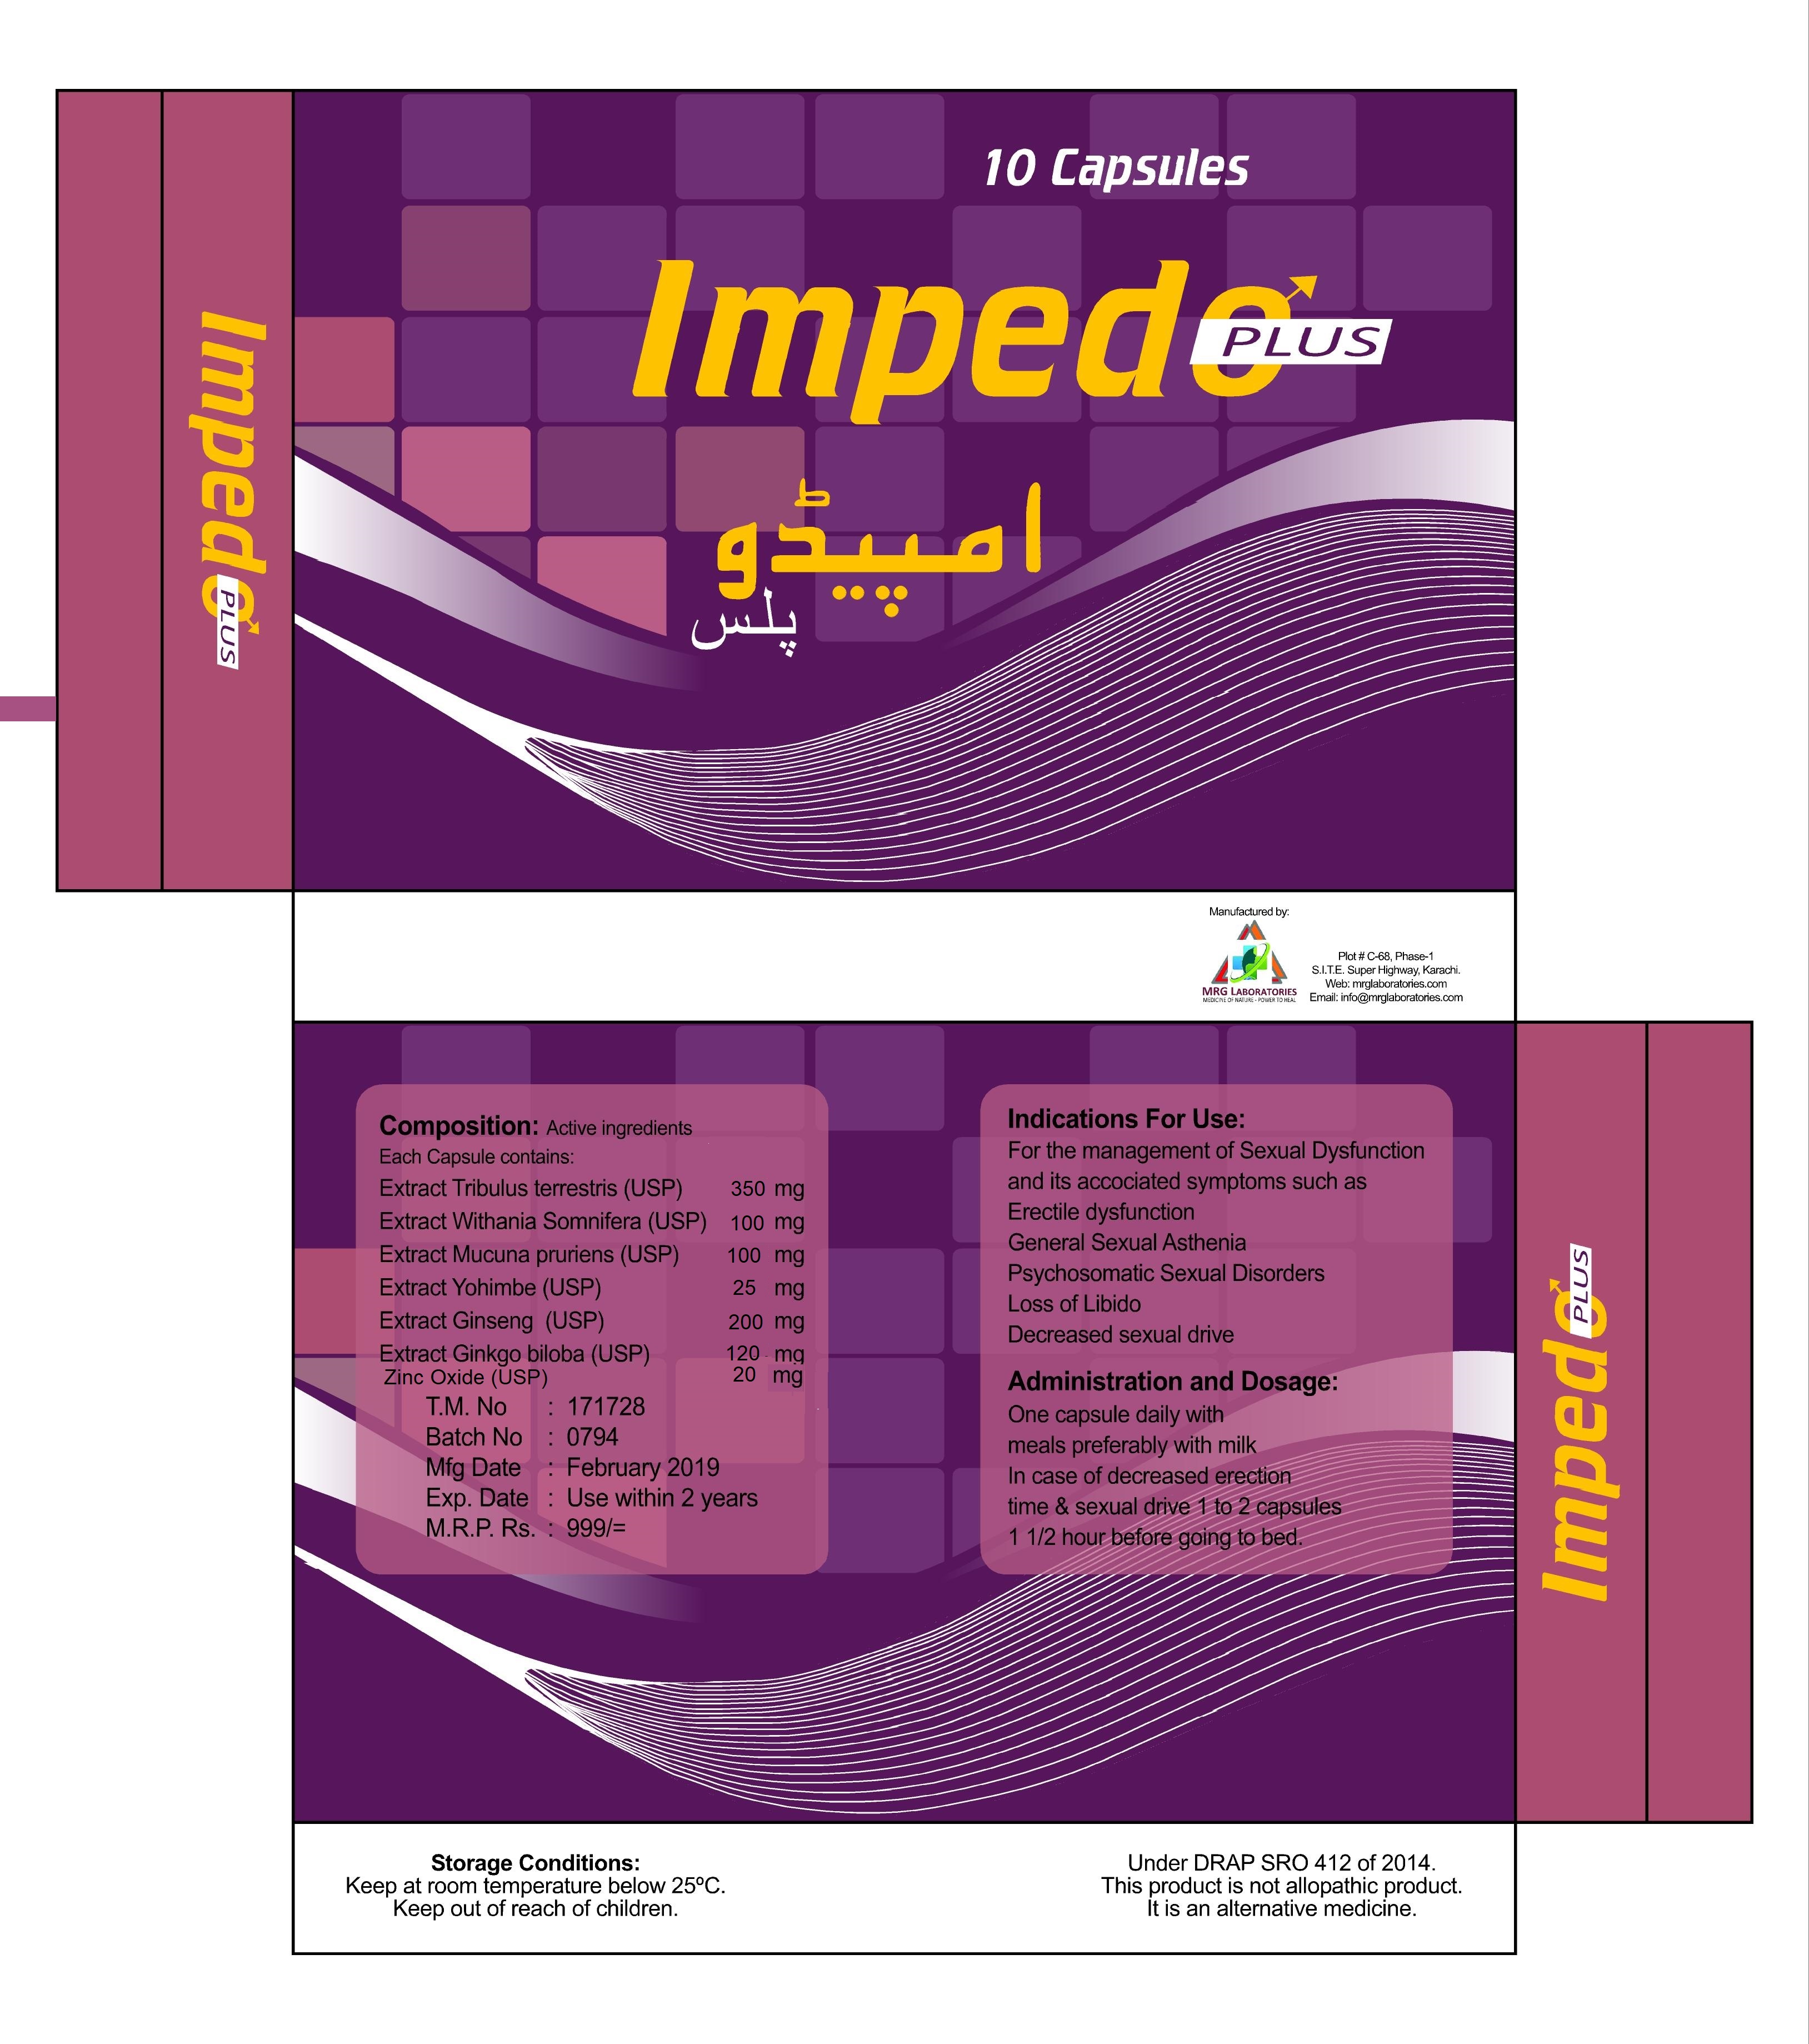 10 Capsules
Impedo
PLUS
امپیڈو
پلس
Impedo
PLUS
Manufactured by:
MRG LABORATORIES
MEDICINE OF NATURE - POWER TO HEAL
Plot # C-68, Phase-1
S.I.T.E. Super Highway, Karachi.
Web: mrglaboratories.com
Email: info@mrglaboratories.com
Composition: Active ingredients
Each Capsule contains:
Extract Tribulus terrestris (USP) 350 mg
Extract Withania Somnifera (USP) 100 mg
Extract Mucuna pruriens (USP) 100 mg
Extract Yohimbe (USP) 25 mg
Extract Ginseng (USP) 200 mg
Extract Ginkgo biloba (USP) 120 mg
Zinc Oxide (USP) 20 mg
T.M. No : 171728
Batch No : 0794
Mfg Date : February 2019
Exp. Date : Use within 2 years
M.R.P. Rs. : 999/=
Indications For Use:
For the management of Sexual Dysfunction
and its accociated symptoms such as
Erectile dysfunction
General Sexual Asthenia
Psychosomatic Sexual Disorders
Loss of Libido
Decreased sexual drive
Administration and Dosage:
One capsule daily with
meals preferably with milk
In case of decreased erection
time & sexual drive 1 to 2 capsules
1 1/2 hour before going to bed.
Impedo
PLUS
Storage Conditions:
Keep at room temperature below 25ºC.
Keep out of reach of children.
Under DRAP SRO 412 of 2014.
This product is not allopathic product.
It is an alternative medicine.